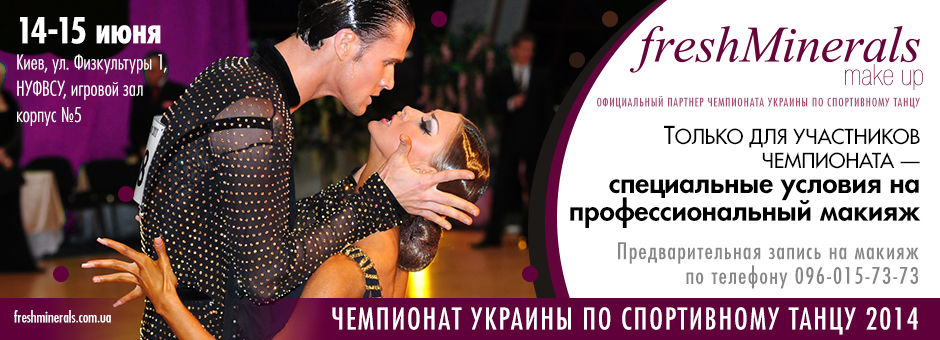 14-15 июня
Киев, ул. Физкультуры 1,
НУФВСУ, игровой зал
корпус №5
freshMinerals
make up
ОФИЦИАЛЬНЫЙ ПАРТНЕР ЧЕМПИОНАТА УКРАИНЫ ПО СПОРТИВНОМУ ТАНЦУ
Только для участников
чемпионата —
специальные условия на
профессиональный макияж
Предварительная запись на макияж
по телефону 096-015-73-73
freshminerals.com.ua
ЧЕМПИОНАТ УКРАИНЫ ПО СПОРТИВНОМУ ТАНЦУ 2014